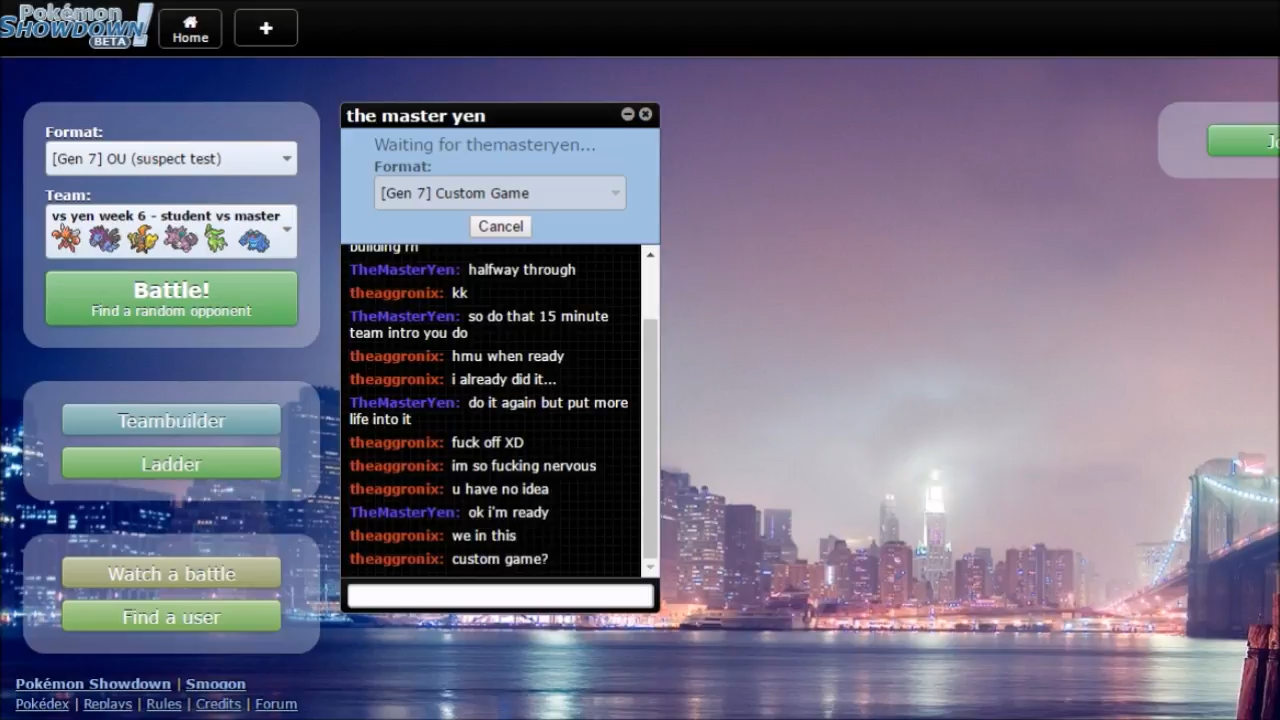 Pokémon
SHOWDOWN!
BETA
Home
Format:
[Gen 7] OU (suspect test)
Team:
vs yen week 6 - student vs master
Battle!
Find a random opponent
Teambuilder
Ladder
Watch a battle
Find a user
Pokémon Showdown | Smogon
Pokédex | Replays | Rules | Credits | Forum
the master yen
Waiting for themasteryen...
Format:
[Gen 7] Custom Game
Cancel
building rn
TheMasterYen: halfway through
theaggronix: kk
TheMasterYen: so do that 15 minute
team intro you do
theaggronix: hmu when ready
theaggronix: i already did it...
TheMasterYen: do it again but put more
life into it
theaggronix: fuck off XD
theaggronix: im so fucking nervous
theaggronix: u have no idea
TheMasterYen: ok i'm ready
theaggronix: we in this
theaggronix: custom game?